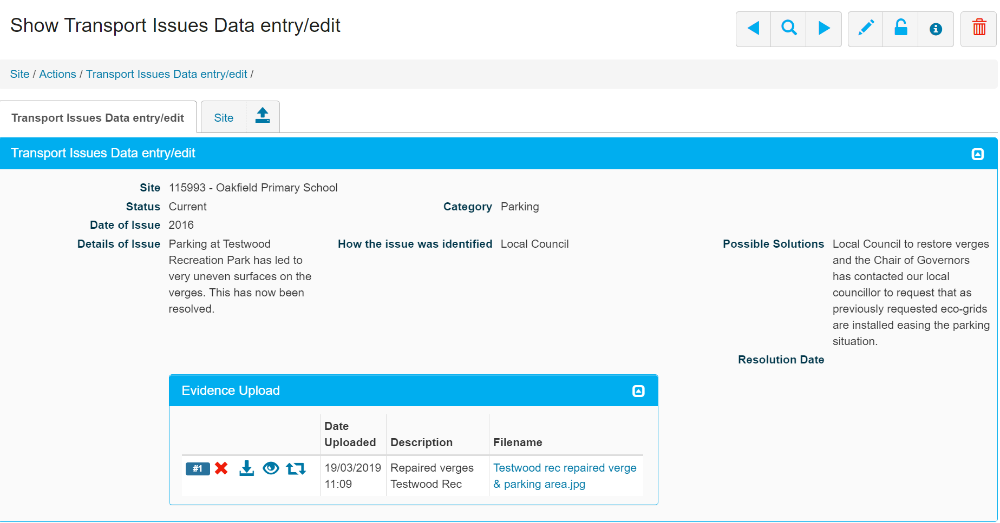 Show Transport Issues Data entry/edit
Site / Actions / Transport Issues Data entry/edit /
Transport Issues Data entry/edit
Site
Transport Issues Data entry/edit
Site 115993 - Oakfield Primary School
Status Current
Category Parking
Date of Issue 2016
Details of Issue Parking at Testwood
Recreation Park has led to
very uneven surfaces on the
verges. This has now been
resolved.
How the issue was identified Local Council
Possible Solutions Local Council to restore verges
and the Chair of Governors
has contacted our local
councillor to request that as
previously requested eco-grids
are installed easing the parking
situation.
Resolution Date
Evidence Upload
Date
Uploaded
Description
Filename
#1
19/03/2019
11:09
Repaired verges
Testwood Rec
Testwood rec repaired verge
& parking area.jpg